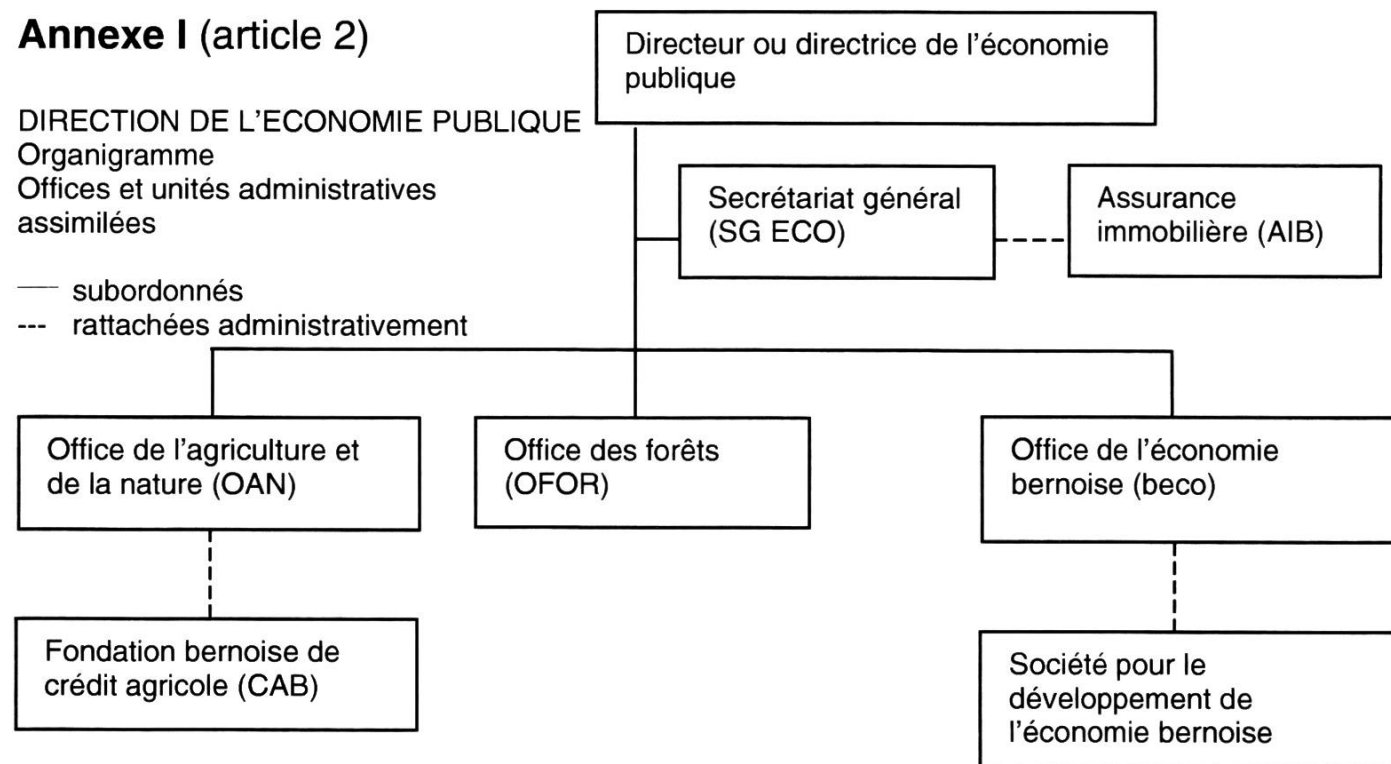 Annexe I (article 2)
DIRECTION DE L'ECONOMIE PUBLIQUE
Organigramme
Offices et unités administratives
assimilées
subordonnés
--- rattachées administrativement
Directeur ou directrice de l'économie
publique
Secrétariat général
(SG ECO)
Assurance
immobilière (AIB)
Office de l'agriculture et
de la nature (OAN)
Office des forêts
(OFOR)
Office de l'économie
bernoise (beco)
Fondation bernoise de
crédit agricole (CAB)
Société pour le
développement de
l'économie bernoise